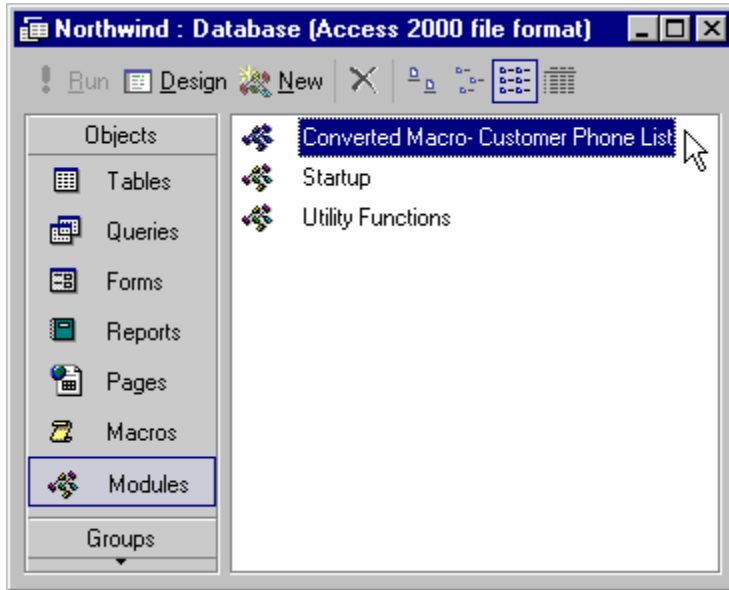 Northwind : Database (Access 2000 file format)
Run Design New
Objects
Tables
Queries
Forms
Reports
Pages
Macros
Modules
Groups
Converted Macro- Customer Phone List
Startup
Utility Functions